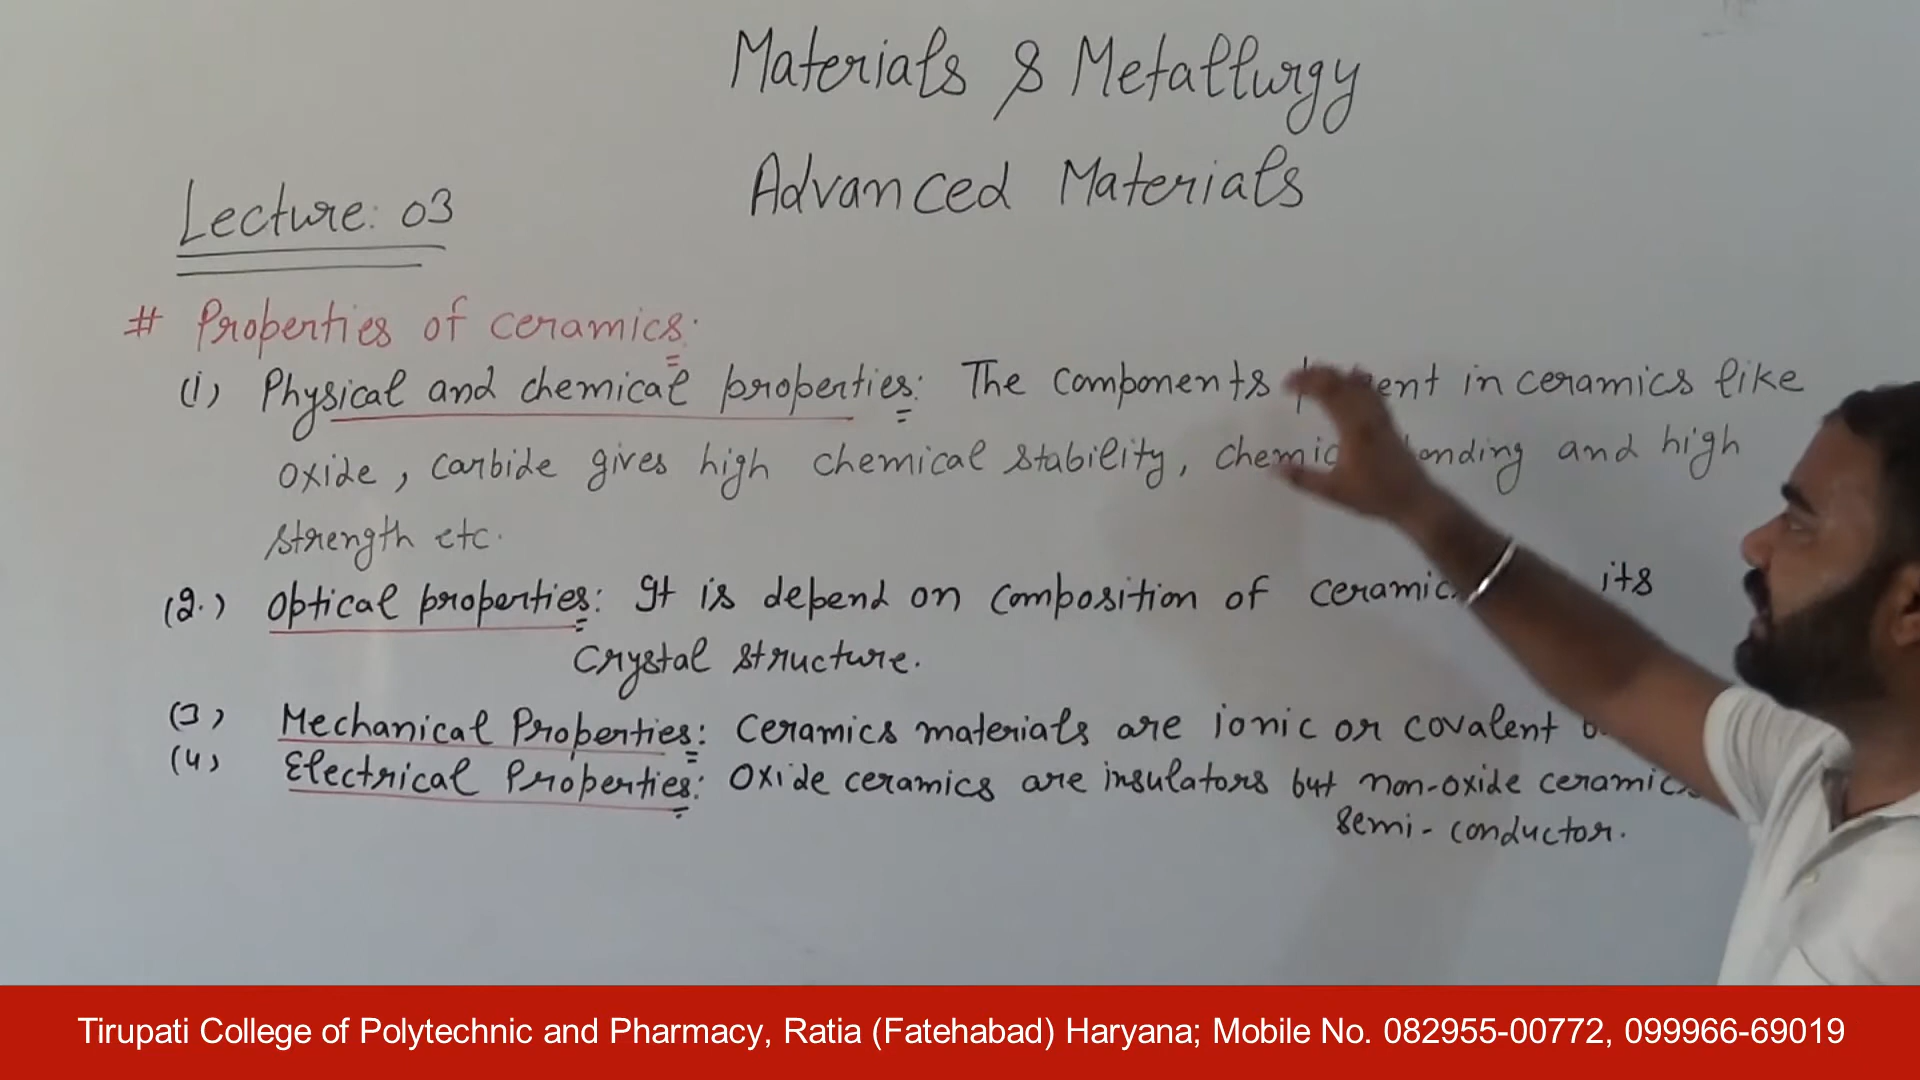 Materials & Metallurgy
Advanced Materials
Lecture: 03
# Properties of ceramics:
(1) Physical and chemical properties: The components in ceramics like
oxide, carbide gives high chemical stability, and high
strength etc.
(2.) Optical properties: It is depend on composition of its
crystal structure.
(3) Mechanical Properties: Ceramics materials are ionic or covalent
(4) Electrical Properties: Oxide ceramics are insulators but non-oxide
semi-conductor.
Tirupati College of Polytechnic and Pharmacy, Ratia (Fatehabad) Haryana; Mobile No. 082955-00772, 099966-69019